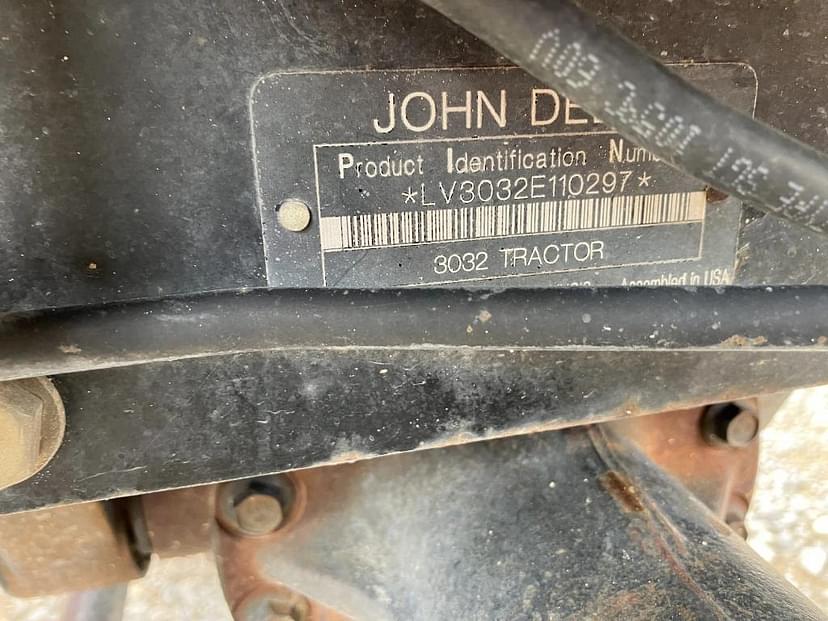 JOHN DE
Product Identification Num
*LV3032E110297*
3032 TRACTOR
Assembled in USA